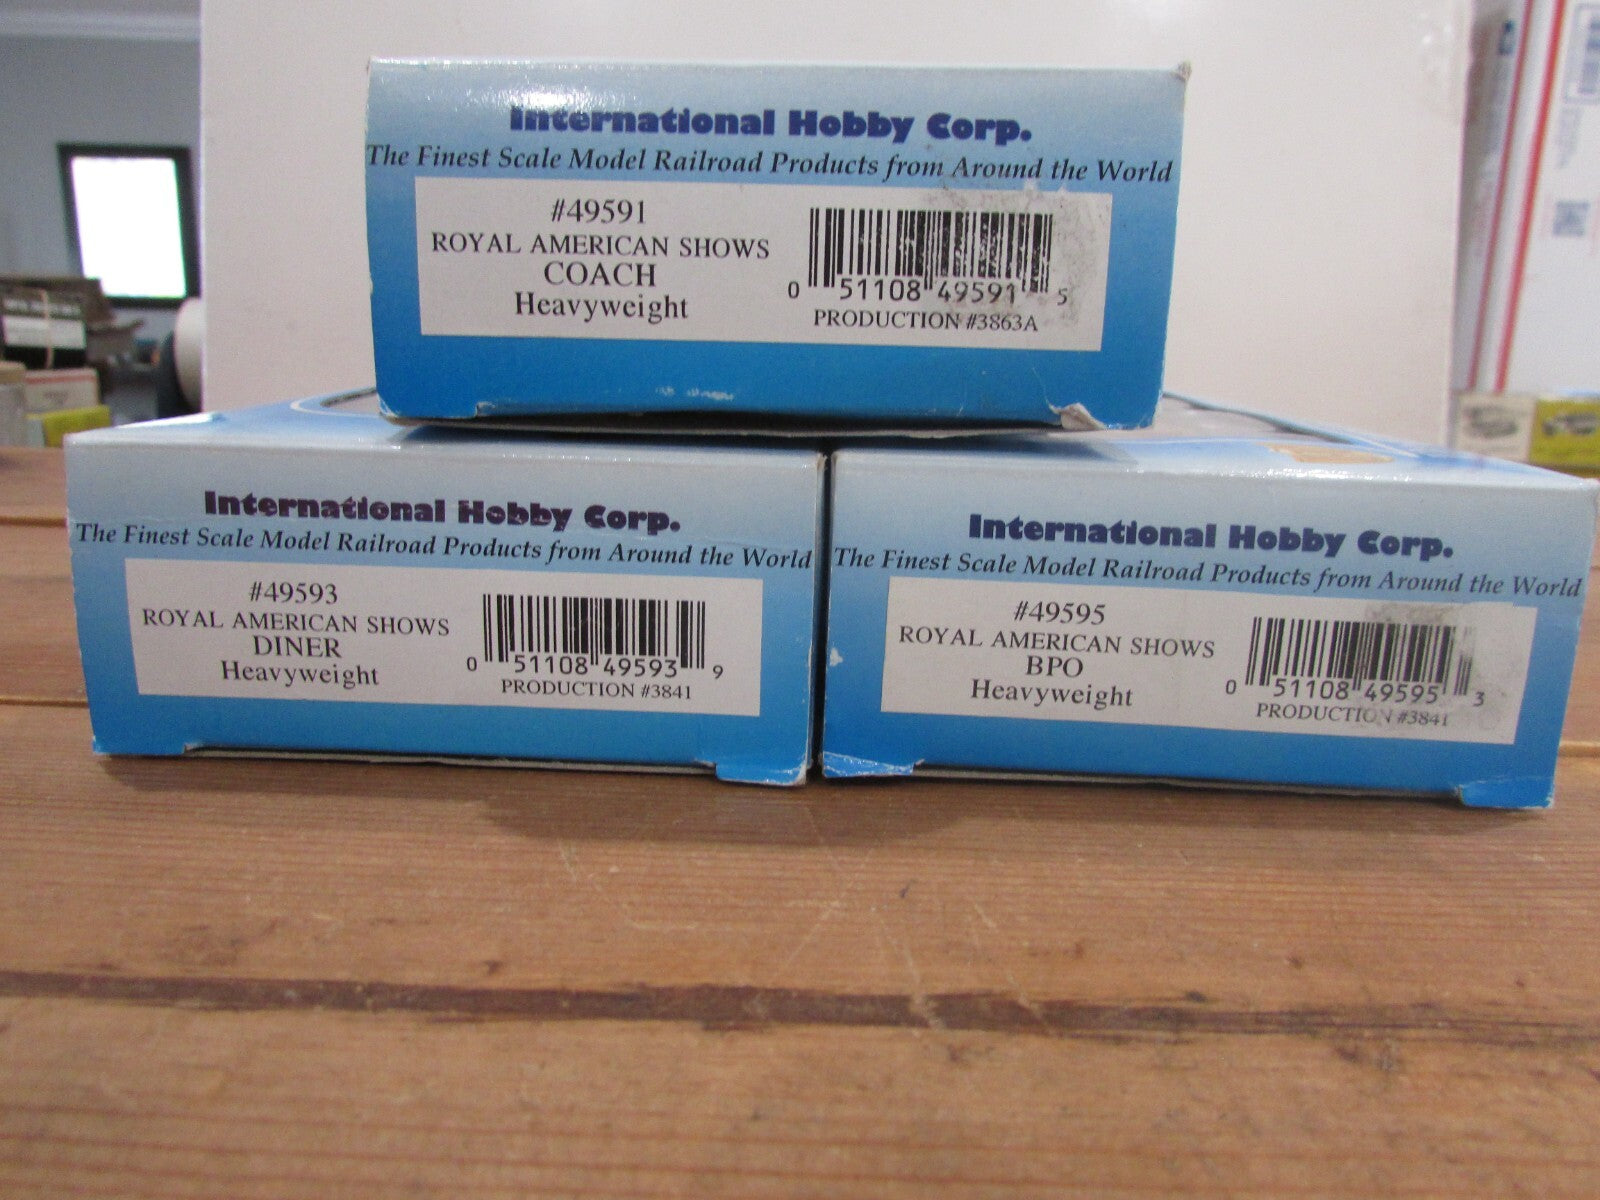 International Hobby Corp.
The Finest Scale Model Railroad Products from Around the World
#49591
ROYAL AMERICAN SHOWS
COACH
Heavyweight
0 51108 49591 5
PRODUCTION #3863A
International Hobby Corp.
The Finest Scale Model Railroad Products from Around the World
#49593
ROYAL AMERICAN SHOWS
DINER
Heavyweight
0 51108 49593 9
PRODUCTION #3841
International Hobby Corp.
The Finest Scale Model Railroad Products from Around the World
#49595
ROYAL AMERICAN SHOWS
BPO
Heavyweight
0 51108 49595 3
PRODUCTION #3841